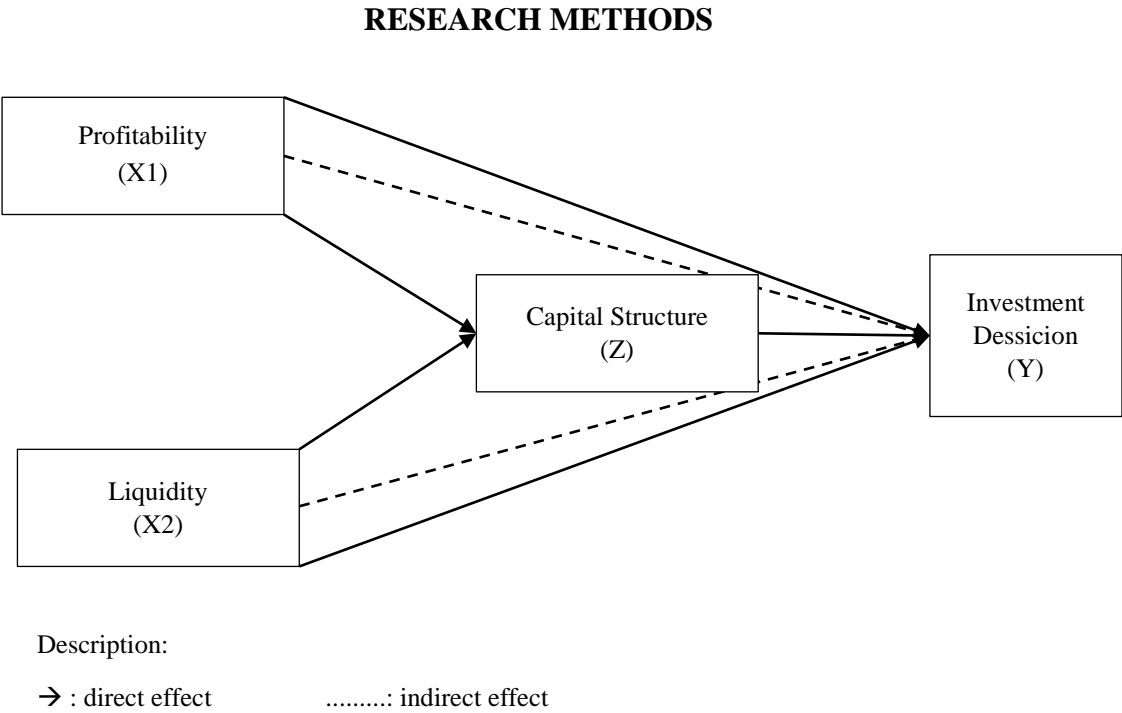 RESEARCH METHODS
Profitability
(X1)
Capital Structure
(Z)
Investment
Dessicion
(Y)
Liquidity
(X2)
Description:
→ : direct effect .........: indirect effect